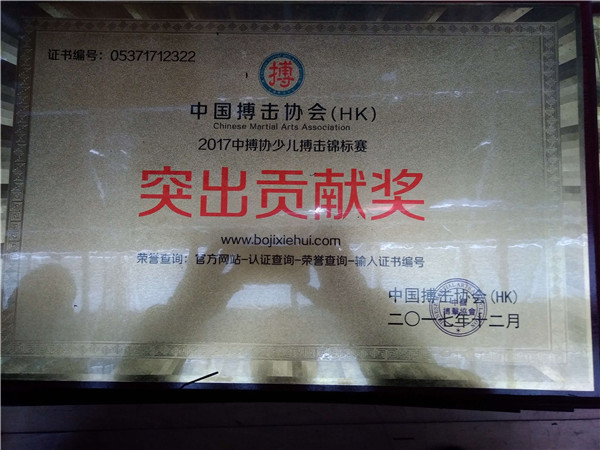 证书编号：05371712322
搏
中国搏击协会(HK)
Chinese Martial Arts Association
2017中搏协少儿搏击锦标赛
突出贡献奖
www.bojixiehui.com
荣誉查询：官方网站-认证查询-荣誉查询-输入证书编号
中国搏击协会(HK)
二〇一七年十二月